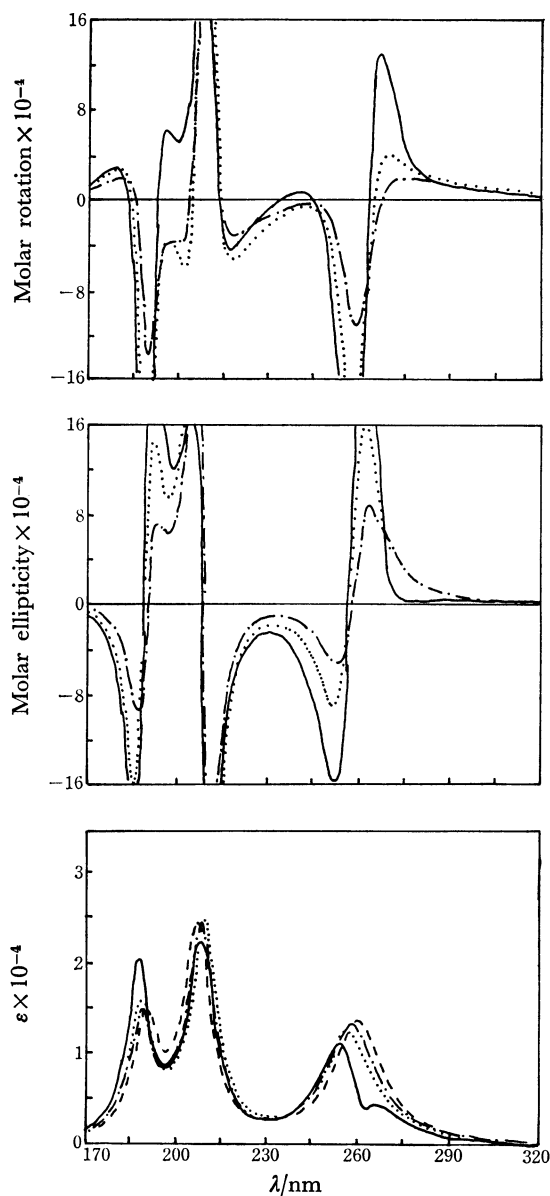 Molar rotation × 10⁻⁴
16
8
0
−8
−16
Molar ellipticity × 10⁻⁴
16
8
0
−8
−16
ε × 10⁻⁴
3
2
1
0
170 200 230 260 290 320
λ/nm